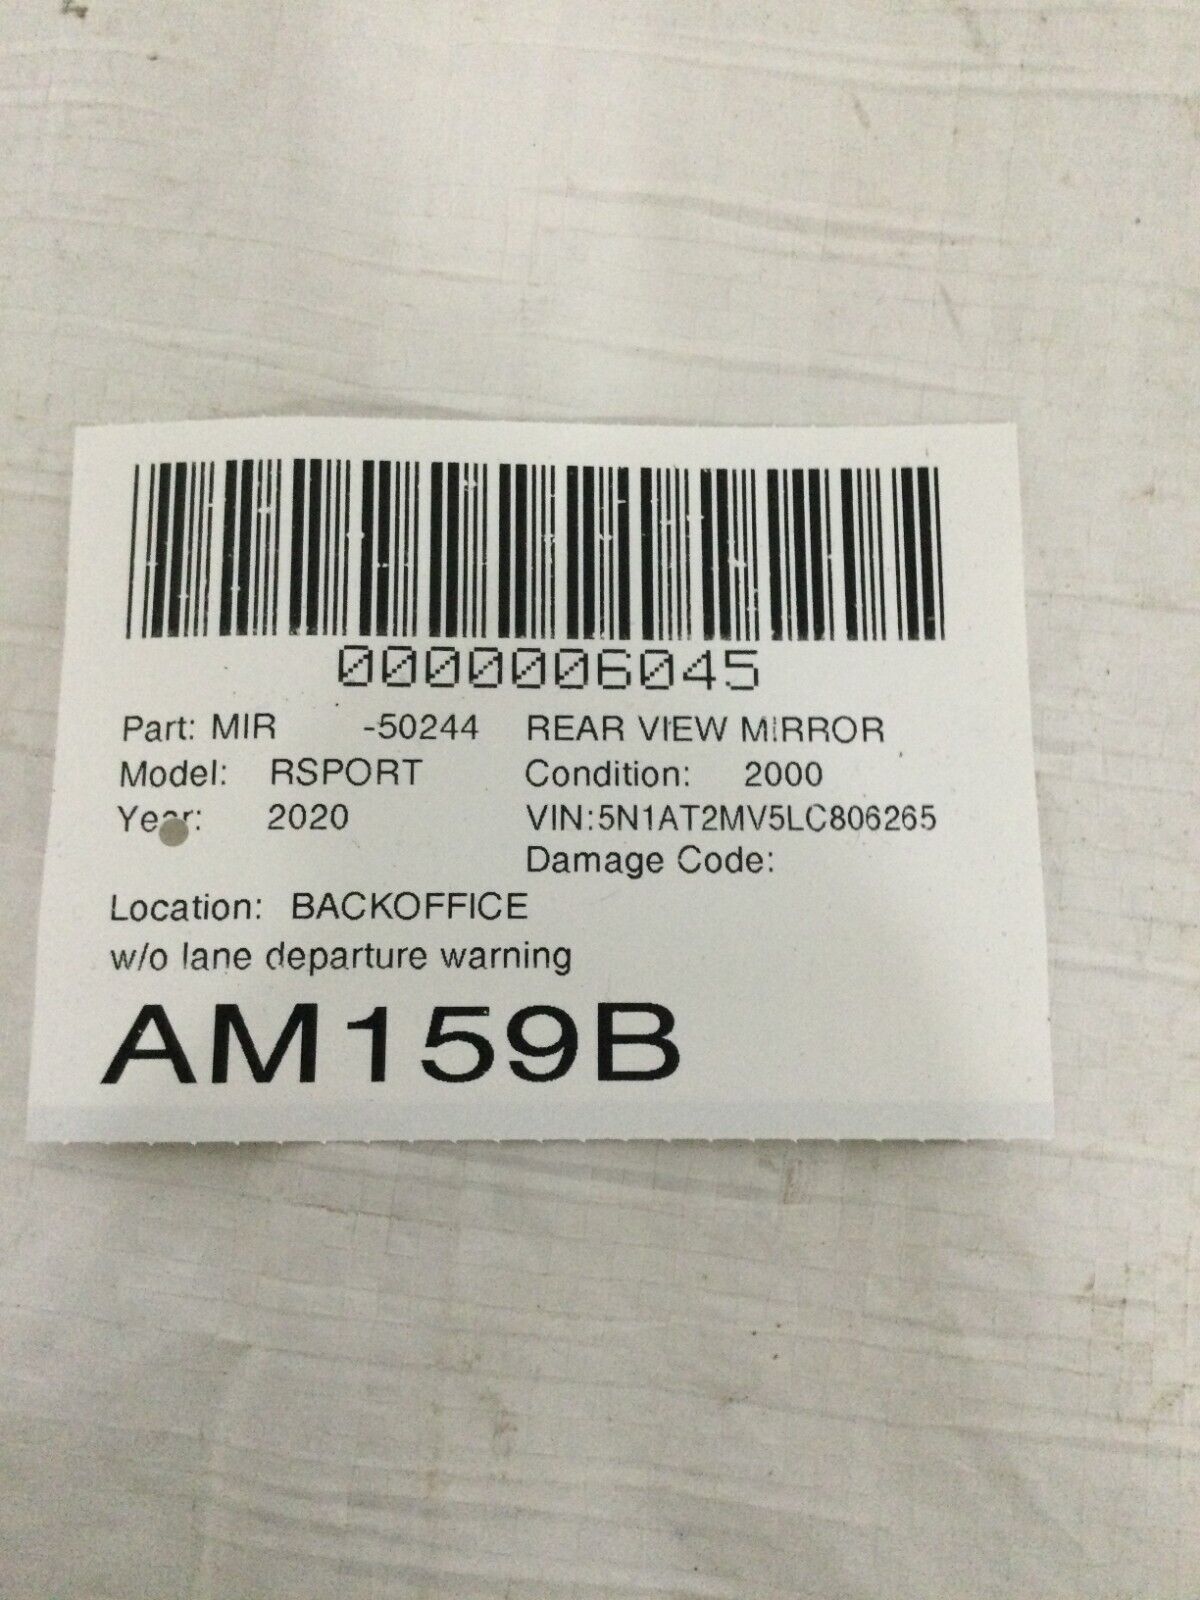 0000006045
Part: MIR -50244 REAR VIEW MIRROR
Model: RSPORT Condition: 2000
Year: 2020 VIN:5N1AT2MV5LC806265
Damage Code:
Location: BACKOFFICE
w/o lane departure warning
AM159B